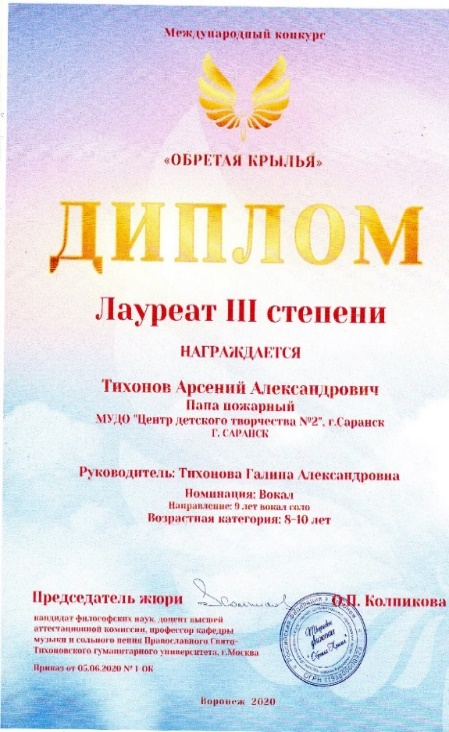 Международный конкурс
«ОБРЕТАЯ КРЫЛЬЯ»
ДИПЛОМ
Лауреат III степени
НАГРАЖДАЕТСЯ
Тихонов Арсений Александрович
Папа пожарный
МУДО "Центр детского творчества №2", г.Саранск
Г. САРАНСК
Руководитель: Тихонова Галина Александровна
Номинация: Вокал
Направление: 9 лет вокал соло
Возрастная категория: 8-10 лет
Председатель жюри
О.П. Колпикова
кандидат философских наук, доцент высшей
аттестационной комиссии, профессор кафедры
музыки и сольного пения Православного Свято-
Тихоновского гуманитарного университета, г.Москва
Приказ от 05.06.2020 № 1-ОК
Воронеж 2020